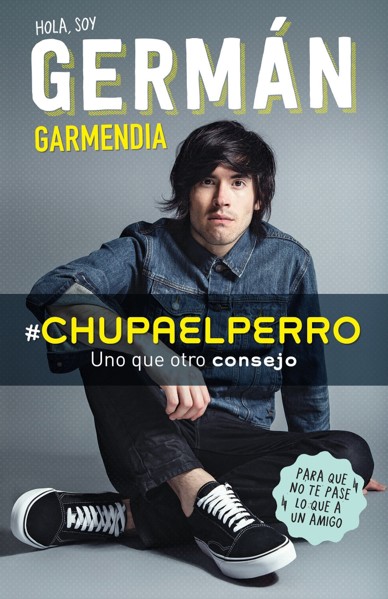 HOLA, SOY
GERMÁN
GARMENDIA
#CHUPAELPERRO
Uno que otro consejo
PARA QUE
NO TE PASE
LO QUE A
UN AMIGO